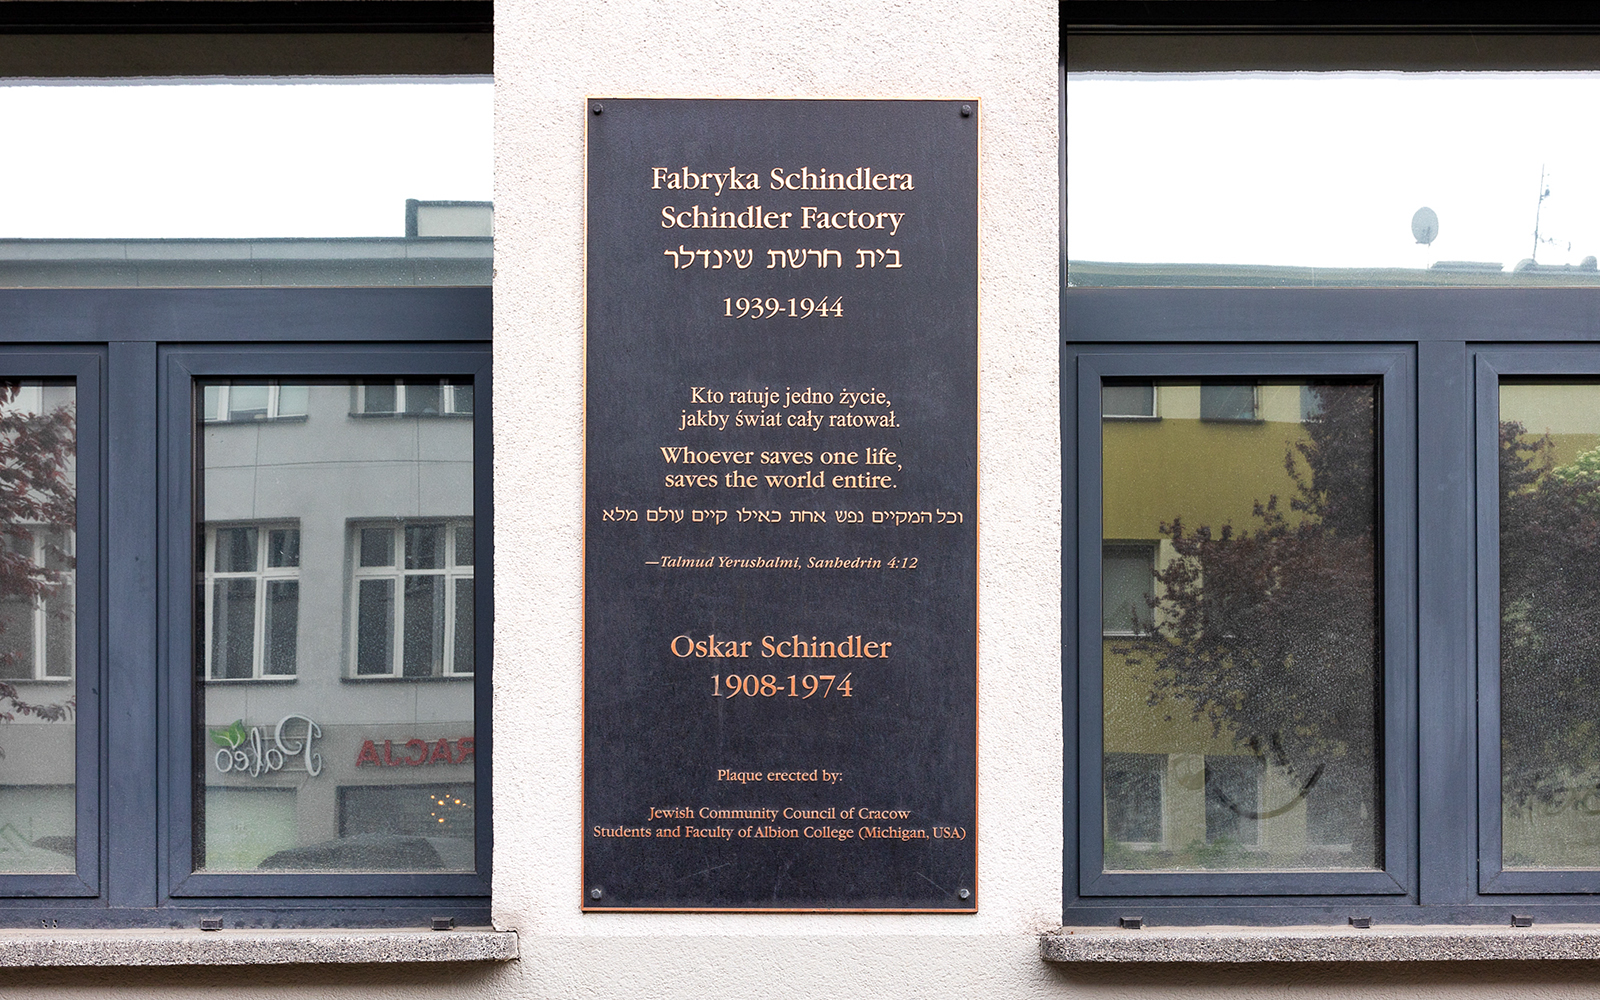 Fabryka Schindlera
Schindler Factory
בית חרשת שינדלר
1939-1944
Kto ratuje jedno życie,
jakby świat cały ratował.
Whoever saves one life,
saves the world entire.
וכל המקיים נפש אחת כאילו קיים עולם מלא
—Talmud Yerushalmi, Sanhedrin 4:12
Oskar Schindler
1908-1974
Plaque erected by:
Jewish Community Council of Cracow
Students and Faculty of Albion College (Michigan, USA)
Paleo
RACJA